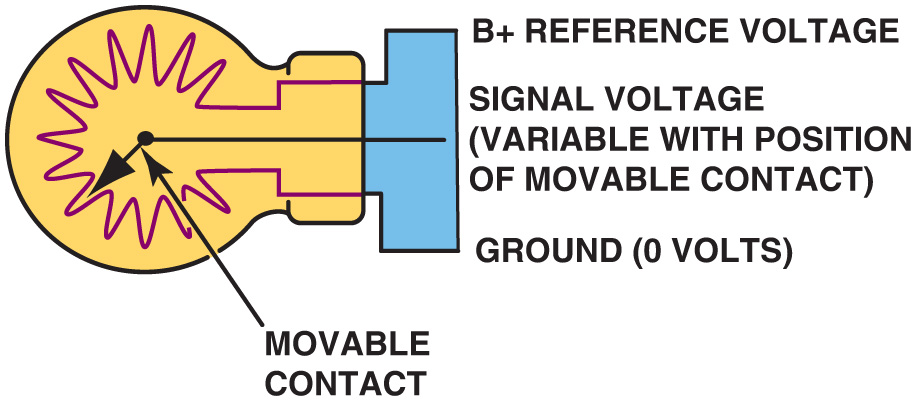 B+ REFERENCE VOLTAGE
SIGNAL VOLTAGE
(VARIABLE WITH POSITION
OF MOVABLE CONTACT)
GROUND (0 VOLTS)
MOVABLE
CONTACT